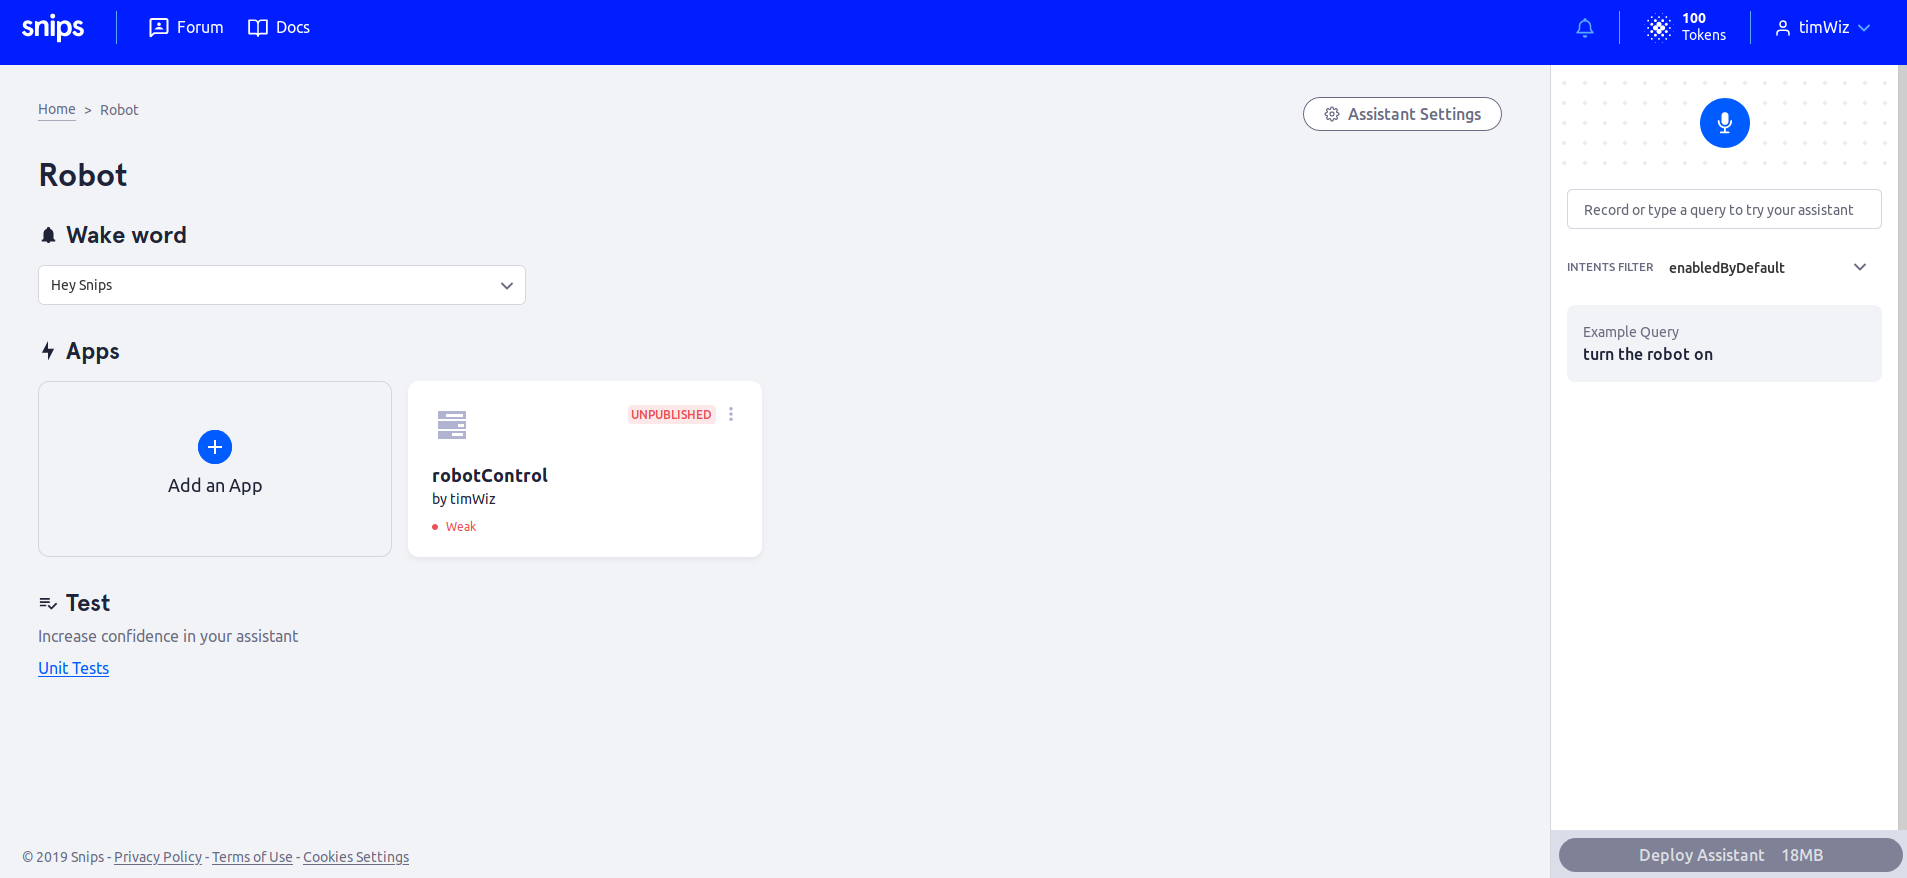 snips
Forum
Docs
100
Tokens
timWiz
Home > Robot
Assistant Settings
Robot
Wake word
Hey Snips
Apps
Add an App
UNPUBLISHED
robotControl
by timWiz
Weak
Test
Increase confidence in your assistant
Unit Tests
Record or type a query to try your assistant
INTENTS FILTER enabledByDefault
Example Query
turn the robot on
© 2019 Snips - Privacy Policy - Terms of Use - Cookies Settings
Deploy Assistant 18MB